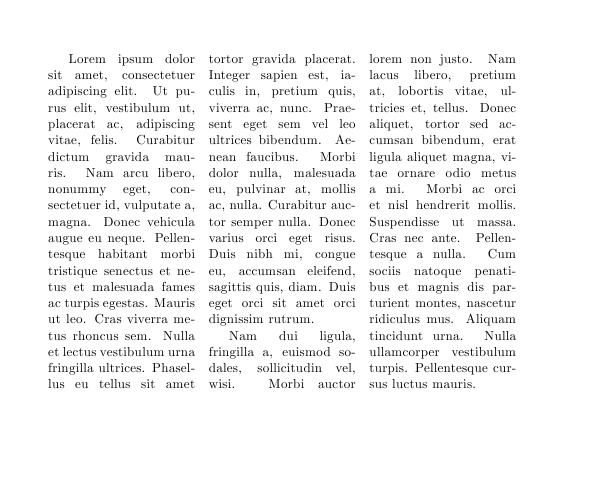 Lorem ipsum dolor
sit amet, consectetuer
adipiscing elit. Ut pu-
rus elit, vestibulum ut,
placerat ac, adipiscing
vitae, felis. Curabitur
dictum gravida mau-
ris. Nam arcu libero,
nonummy eget, con-
sectetuer id, vulputate a,
magna. Donec vehicula
augue eu neque. Pellen-
tesque habitant morbi
tristique senectus et ne-
tus et malesuada fames
ac turpis egestas. Mauris
ut leo. Cras viverra me-
tus rhoncus sem. Nulla
et lectus vestibulum urna
fringilla ultrices. Phasel-
lus eu tellus sit amet
tortor gravida placerat.
Integer sapien est, ia-
culis in, pretium quis,
viverra ac, nunc. Prae-
sent eget sem vel leo
ultrices bibendum. Ae-
nean faucibus. Morbi
dolor nulla, malesuada
eu, pulvinar at, mollis
ac, nulla. Curabitur auc-
tor semper nulla. Donec
varius orci eget risus.
Duis nibh mi, congue
eu, accumsan eleifend,
sagittis quis, diam. Duis
eget orci sit amet orci
dignissim rutrum.
Nam dui ligula,
fringilla a, euismod so-
dales, sollicitudin vel,
wisi. Morbi auctor
lorem non justo. Nam
lacus libero, pretium
at, lobortis vitae, ul-
tricies et, tellus. Donec
aliquet, tortor sed ac-
cumsan bibendum, erat
ligula aliquet magna, vi-
tae ornare odio metus
a mi. Morbi ac orci
et nisl hendrerit mollis.
Suspendisse ut massa.
Cras nec ante. Pellen-
tesque a nulla. Cum
sociis natoque penati-
bus et magnis dis par-
turient montes, nascetur
ridiculus mus. Aliquam
tincidunt urna. Nulla
ullamcorper vestibulum
turpis. Pellentesque cur-
sus luctus mauris.